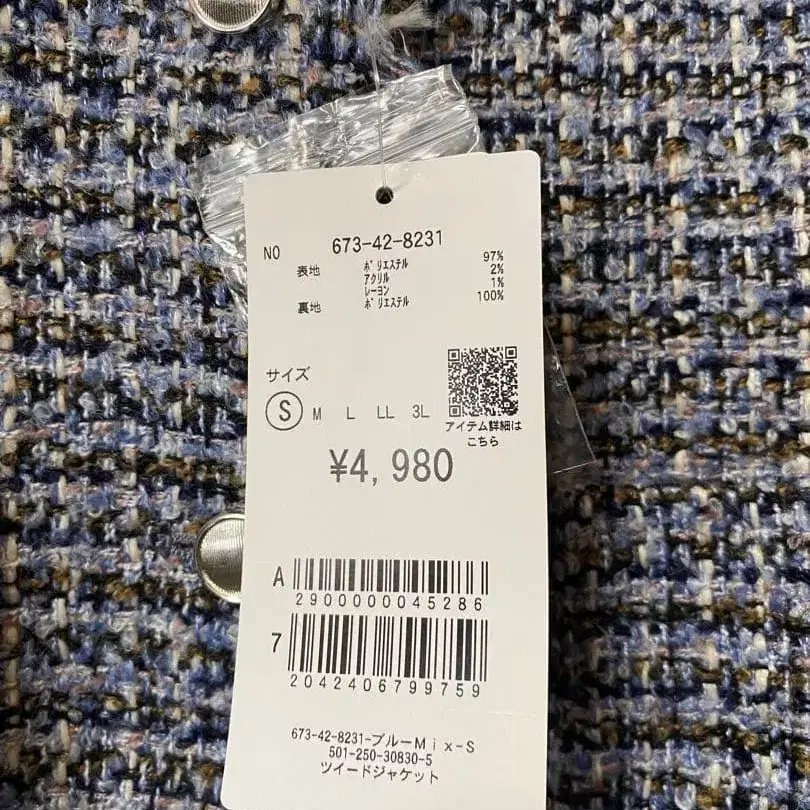 NO 673-42-8231
表地 ポリエステル 97%
アクリル 2%
レーヨン 1%
裏地 ポリエステル 100%
サイズ
S M L LL 3L
アイテム詳細は
こちら
¥4,980
A
2900000045286
7
2042406799759
673-42-8231-ブルーMix-S
501-250-30830-5
ツイードジャケット